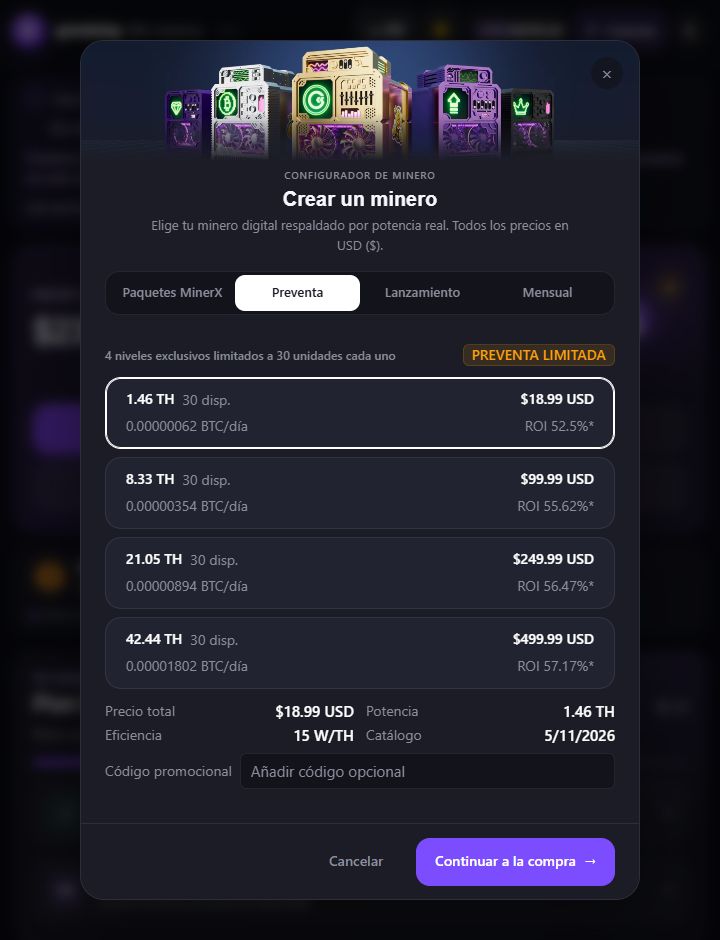 ×
CONFIGURADOR DE MINERO
Crear un minero
Elige tu minero digital respaldado por potencia real. Todos los precios en
USD ($).
Paquetes MinerX Preventa Lanzamiento Mensual
4 niveles exclusivos limitados a 30 unidades cada uno PREVENTA LIMITADA
1.46 TH 30 disp. $18.99 USD
0.00000062 BTC/día ROI 52.5%*
8.33 TH 30 disp. $99.99 USD
0.00000354 BTC/día ROI 55.62%*
21.05 TH 30 disp. $249.99 USD
0.00000894 BTC/día ROI 56.47%*
42.44 TH 30 disp. $499.99 USD
0.00001802 BTC/día ROI 57.17%*
Precio total $18.99 USD Potencia 1.46 TH
Eficiencia 15 W/TH Catálogo 5/11/2026
Código promocional Añadir código opcional
Cancelar Continuar a la compra →